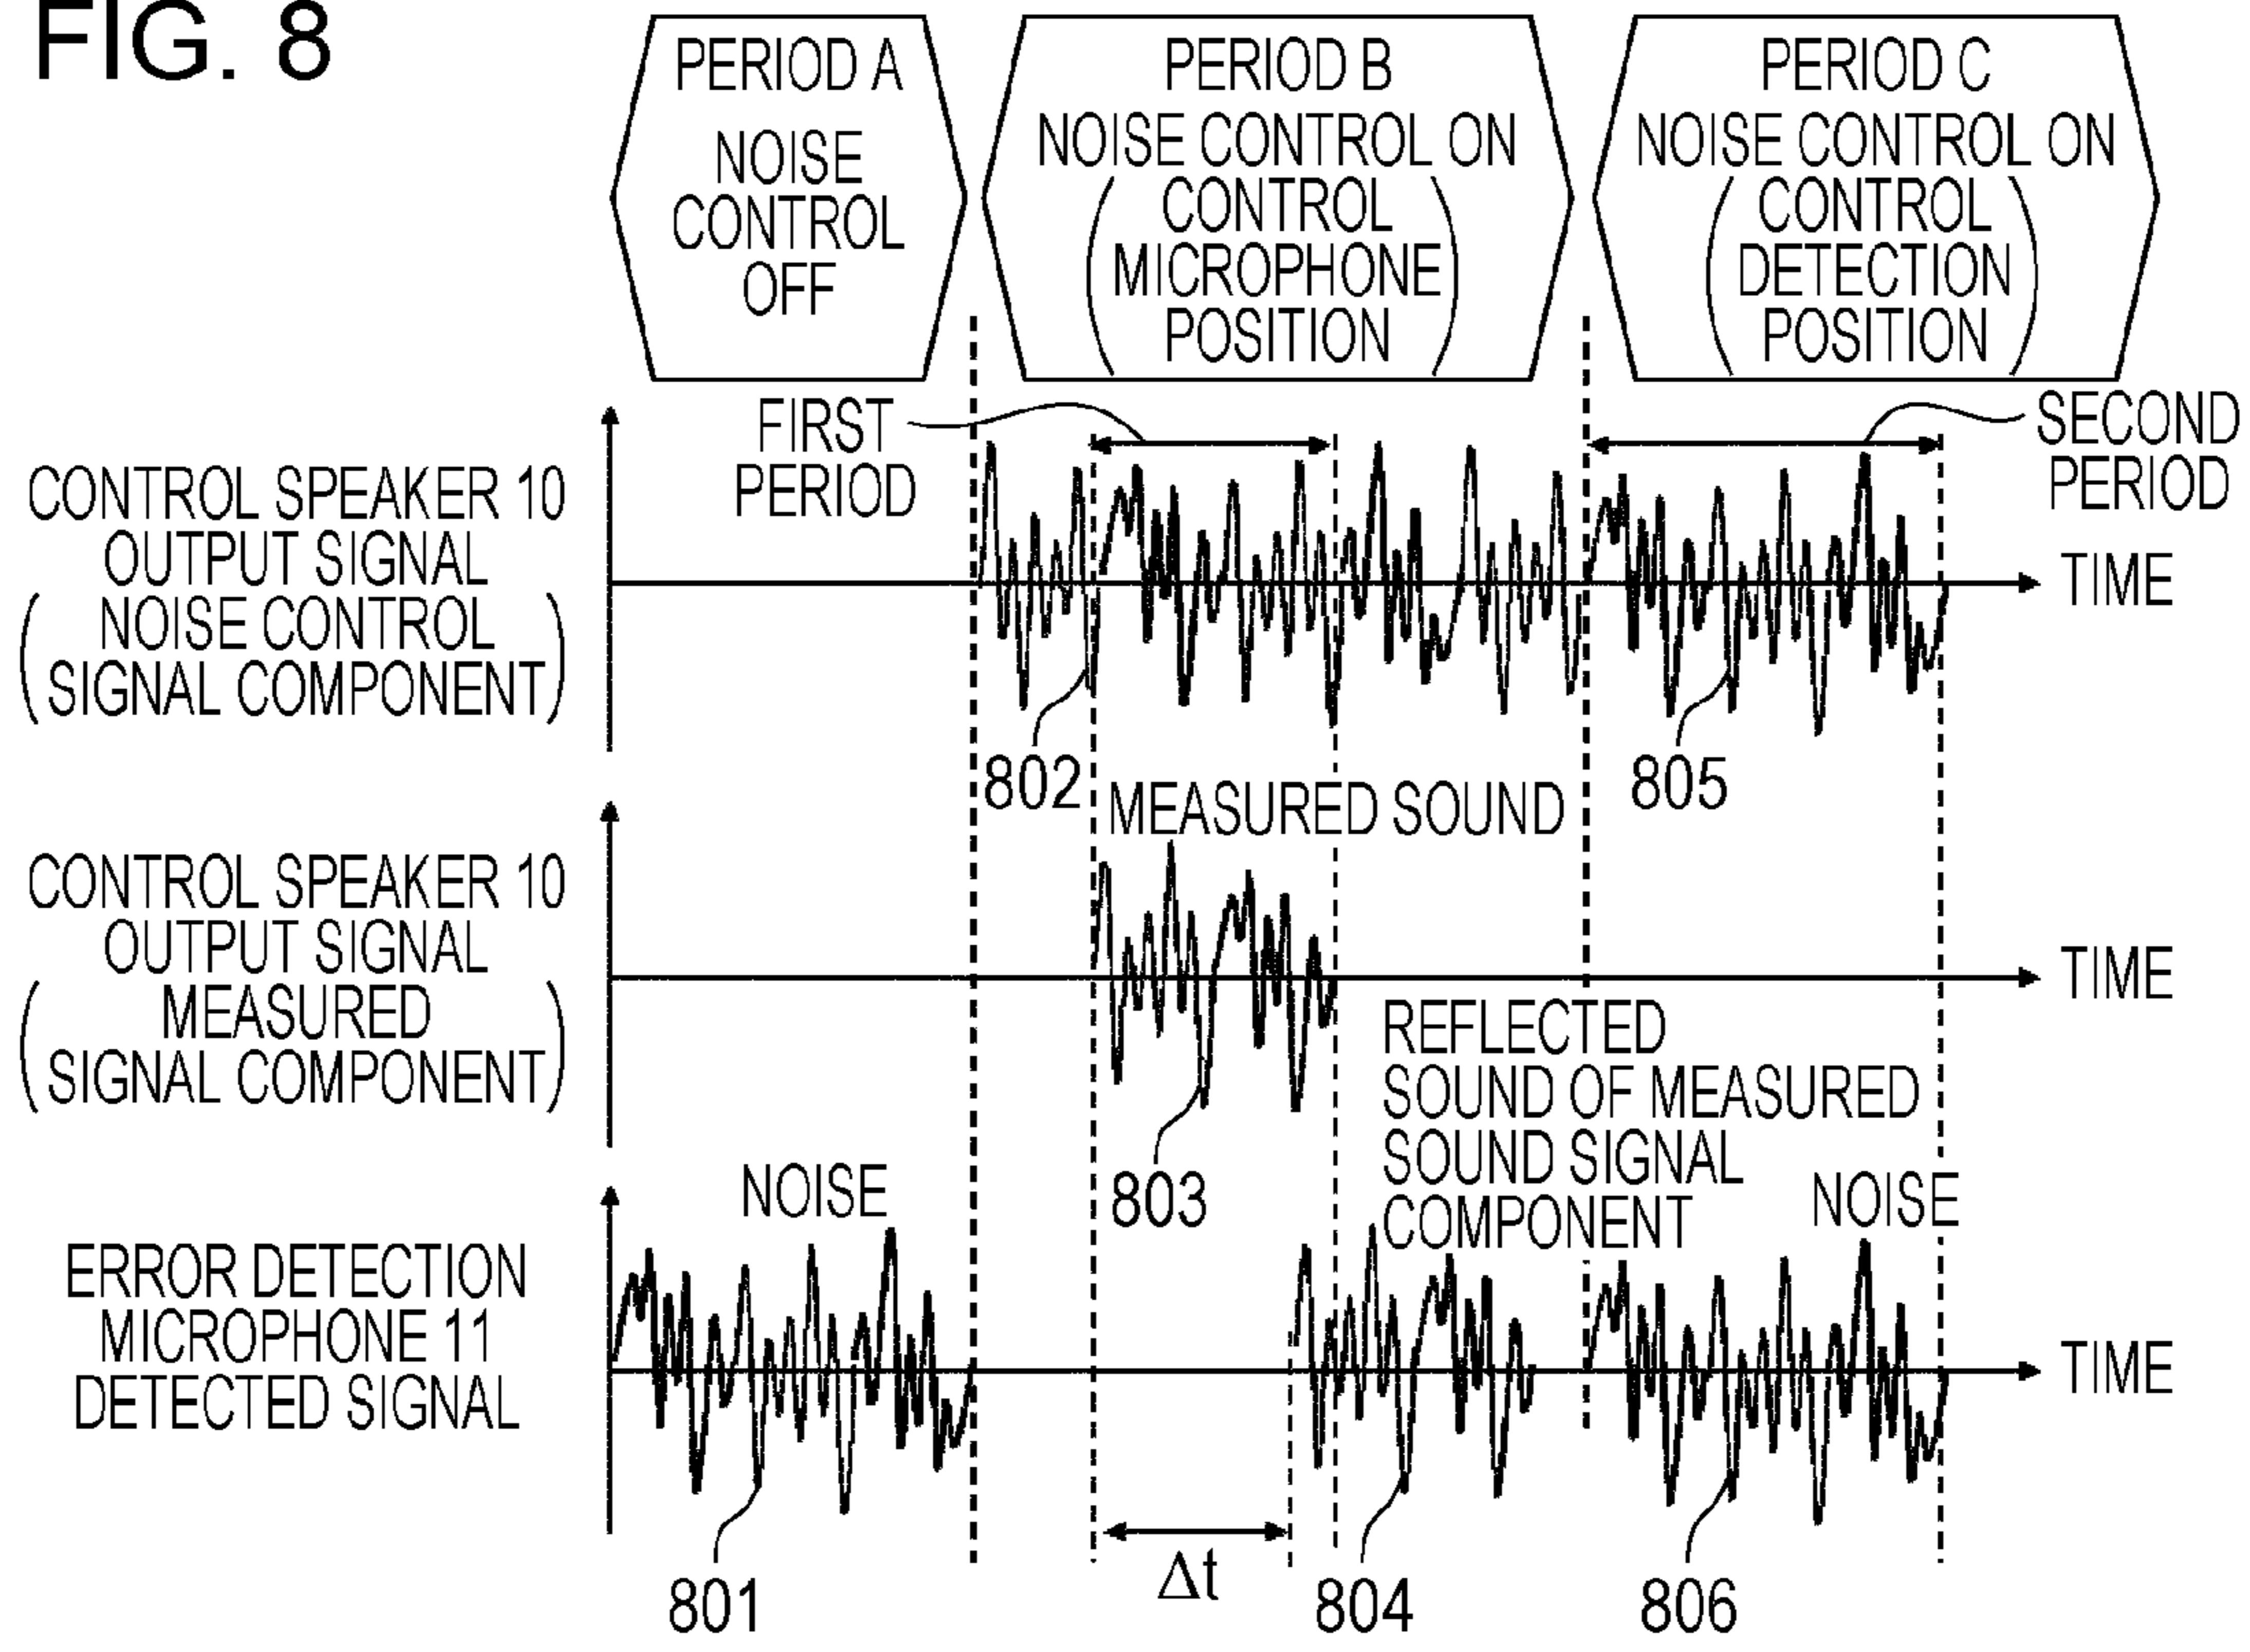 FIG. 8
PERIOD A
NOISE
CONTROL
OFF
PERIOD B
NOISE CONTROL ON
( CONTROL
MICROPHONE
POSITION )
PERIOD C
NOISE CONTROL ON
( CONTROL
DETECTION
POSITION )
FIRST
PERIOD
SECOND
PERIOD
CONTROL SPEAKER 10
OUTPUT SIGNAL
( NOISE CONTROL
SIGNAL COMPONENT )
TIME
802
805
MEASURED SOUND
CONTROL SPEAKER 10
OUTPUT SIGNAL
( MEASURED
SIGNAL COMPONENT )
TIME
803
REFLECTED
SOUND OF MEASURED
SOUND SIGNAL
COMPONENT
NOISE
NOISE
ERROR DETECTION
MICROPHONE 11
DETECTED SIGNAL
TIME
801
Δt
804
806